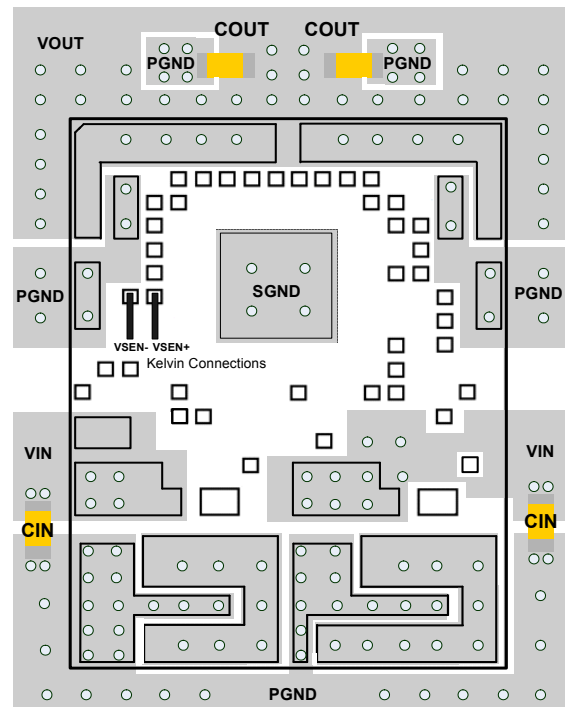 COUT COUT
VOUT
PGND PGND
SGND
PGND PGND
VSEN- VSEN+
Kelvin Connections
VIN VIN
CIN CIN
PGND